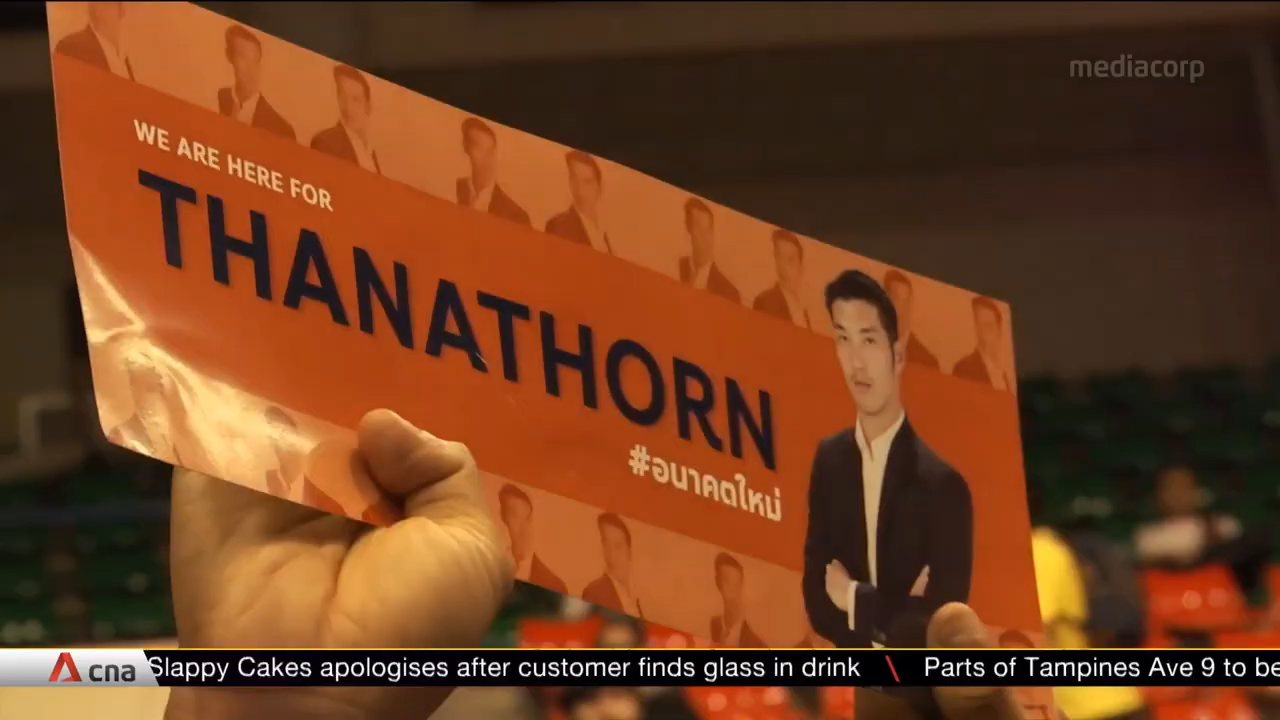 mediacorp
WE ARE HERE FOR
THANATHORN
#อนาคตใหม่
cna Slappy Cakes apologises after customer finds glass in drink \ Parts of Tampines Ave 9 to be